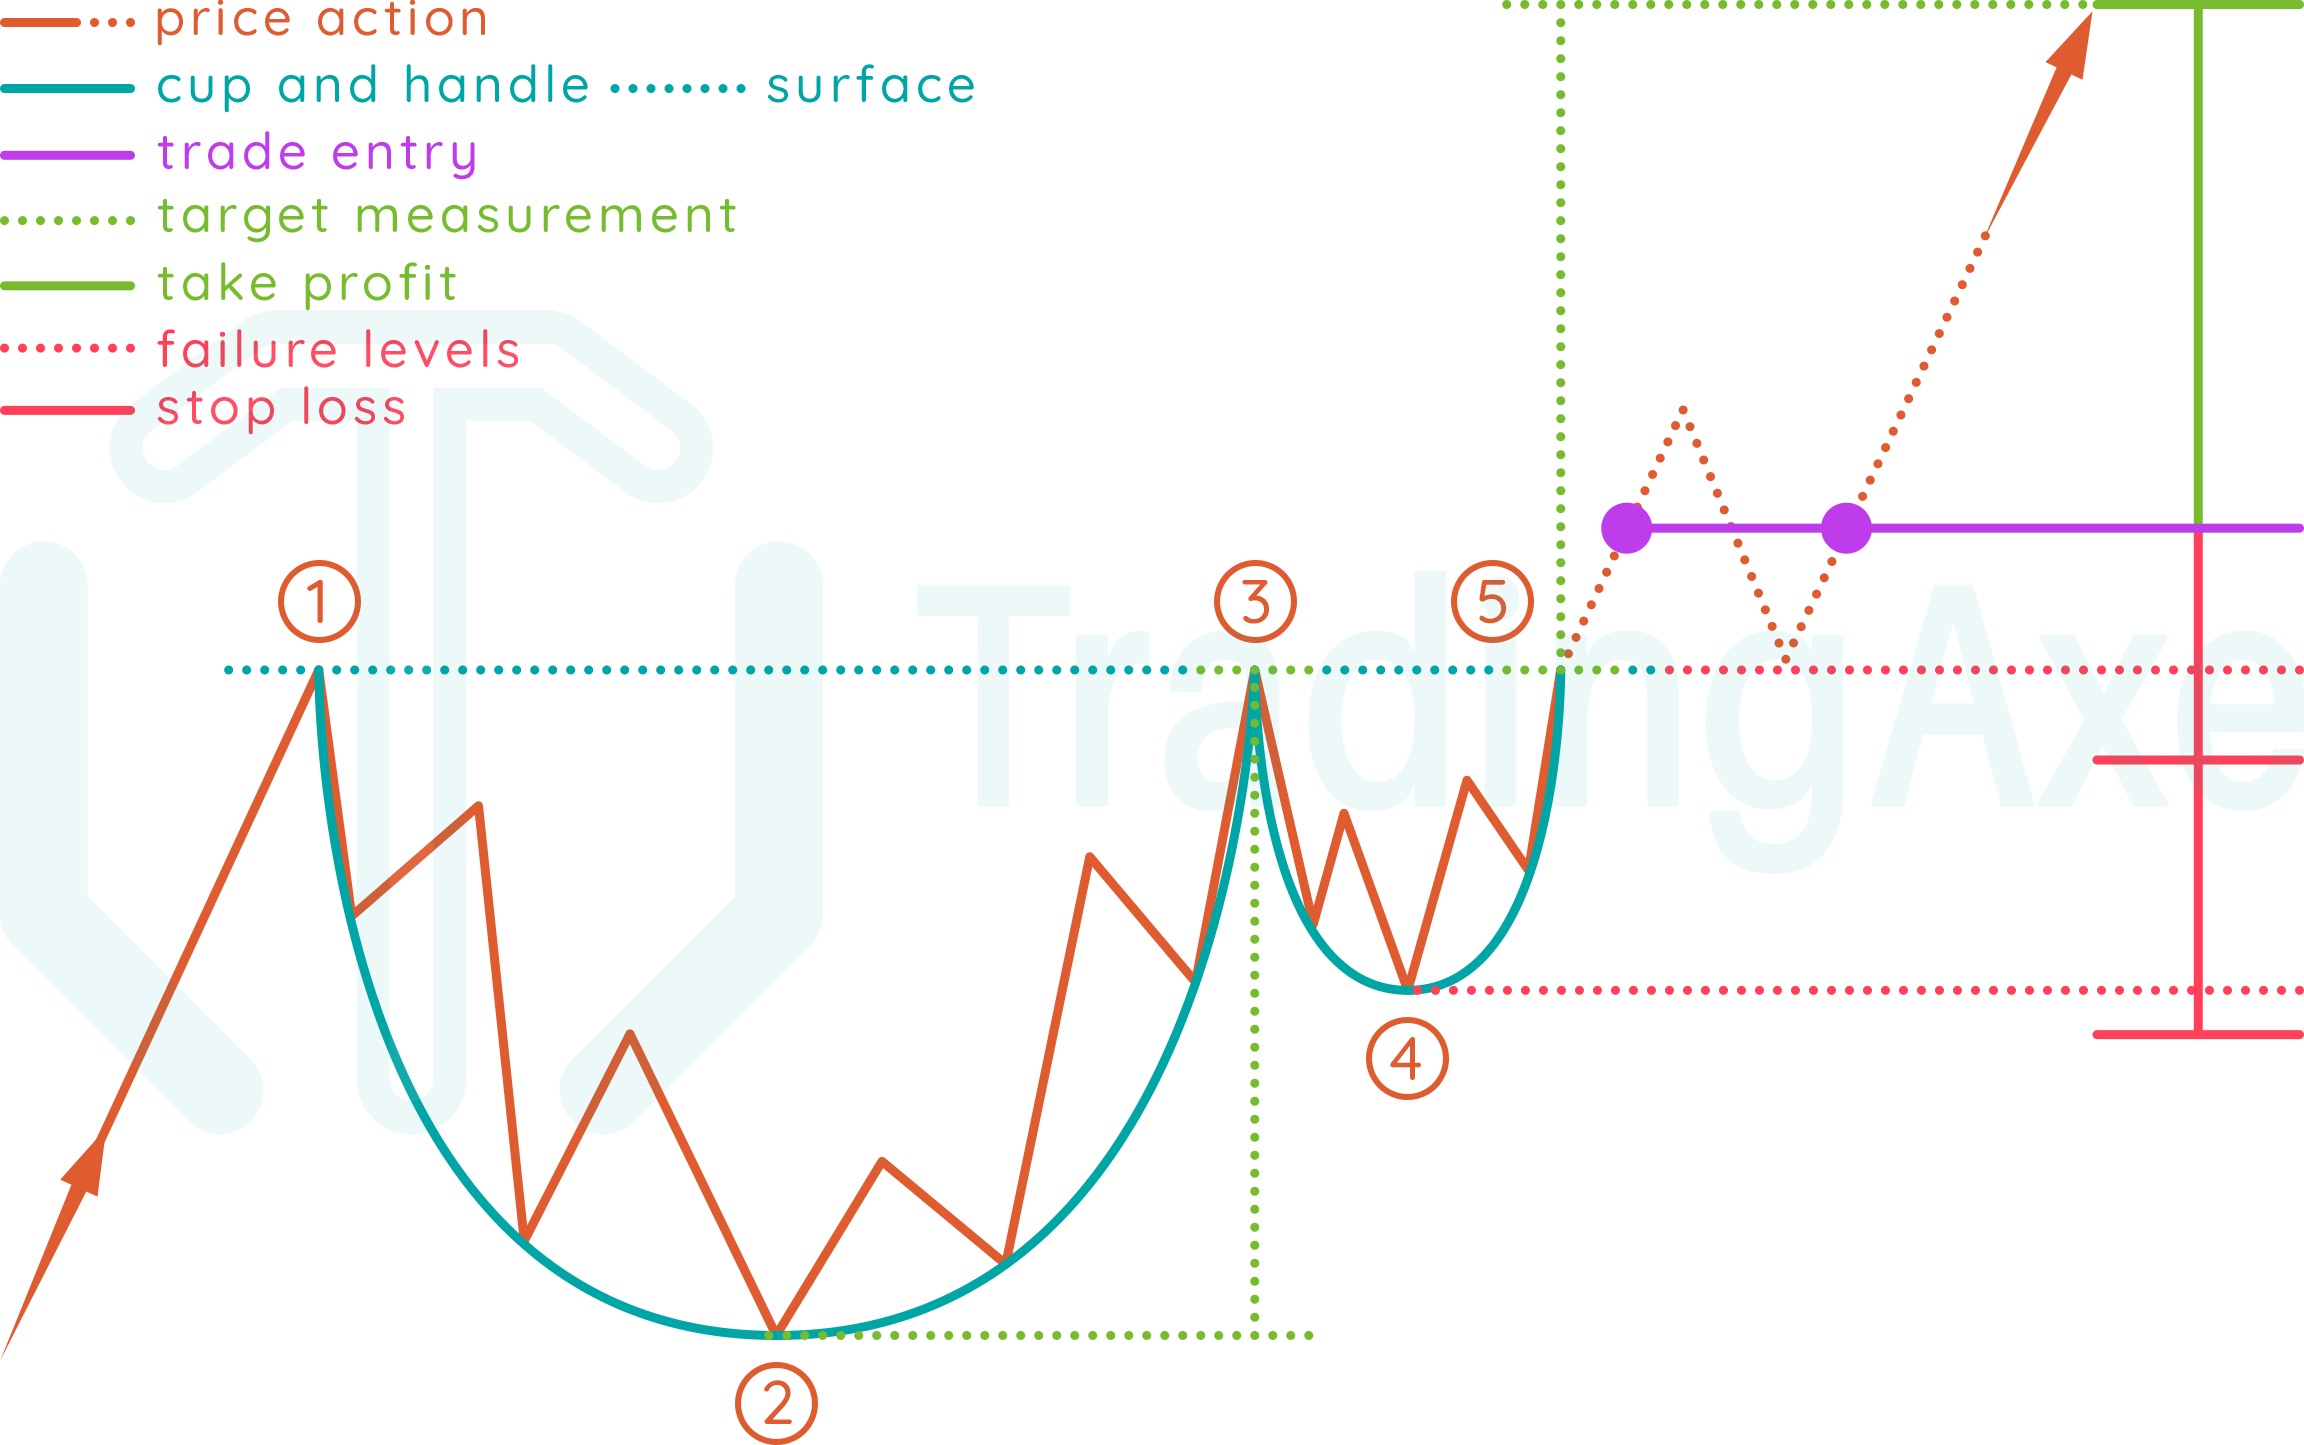 price action
cup and handle surface
trade entry
target measurement
take profit
failure levels
stop loss
1 3 5
TradingAxe
4
2